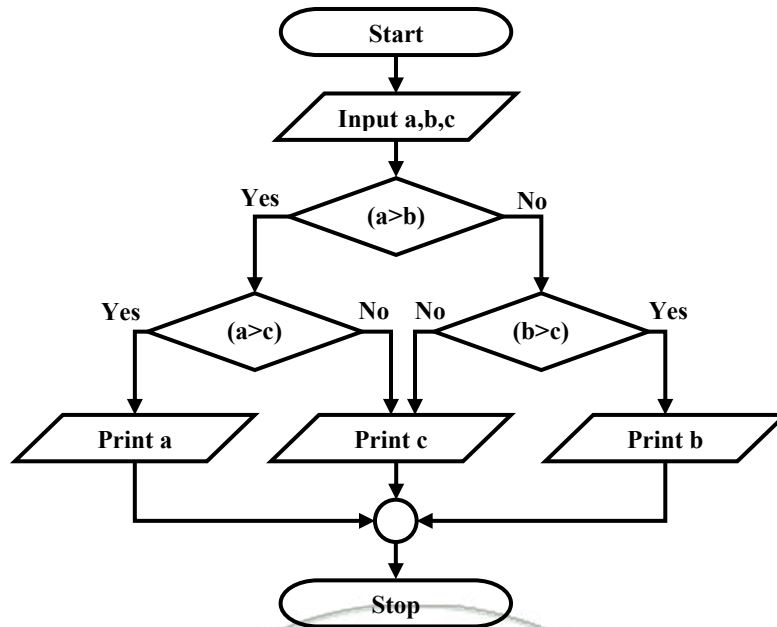 Start
Input a,b,c
Yes
(a>b)
No
Yes
(a>c)
No
No
(b>c)
Yes
Print a
Print c
Print b
Stop